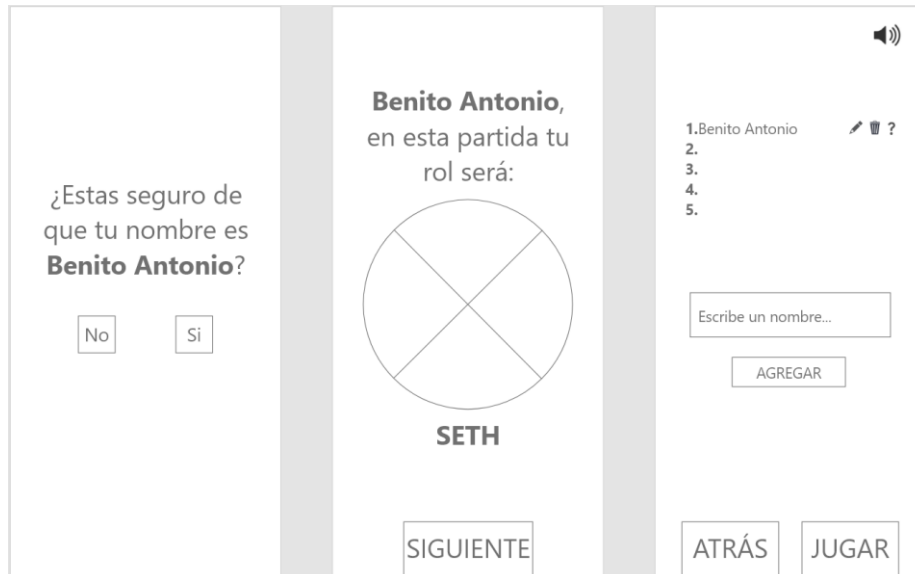 ¿Estas seguro de
que tu nombre es
Benito Antonio?
No
Si
Benito Antonio,
en esta partida tu
rol será:
SETH
SIGUIENTE
1.Benito Antonio ?
2.
3.
4.
5.
Escribe un nombre...
AGREGAR
ATRÁS
JUGAR